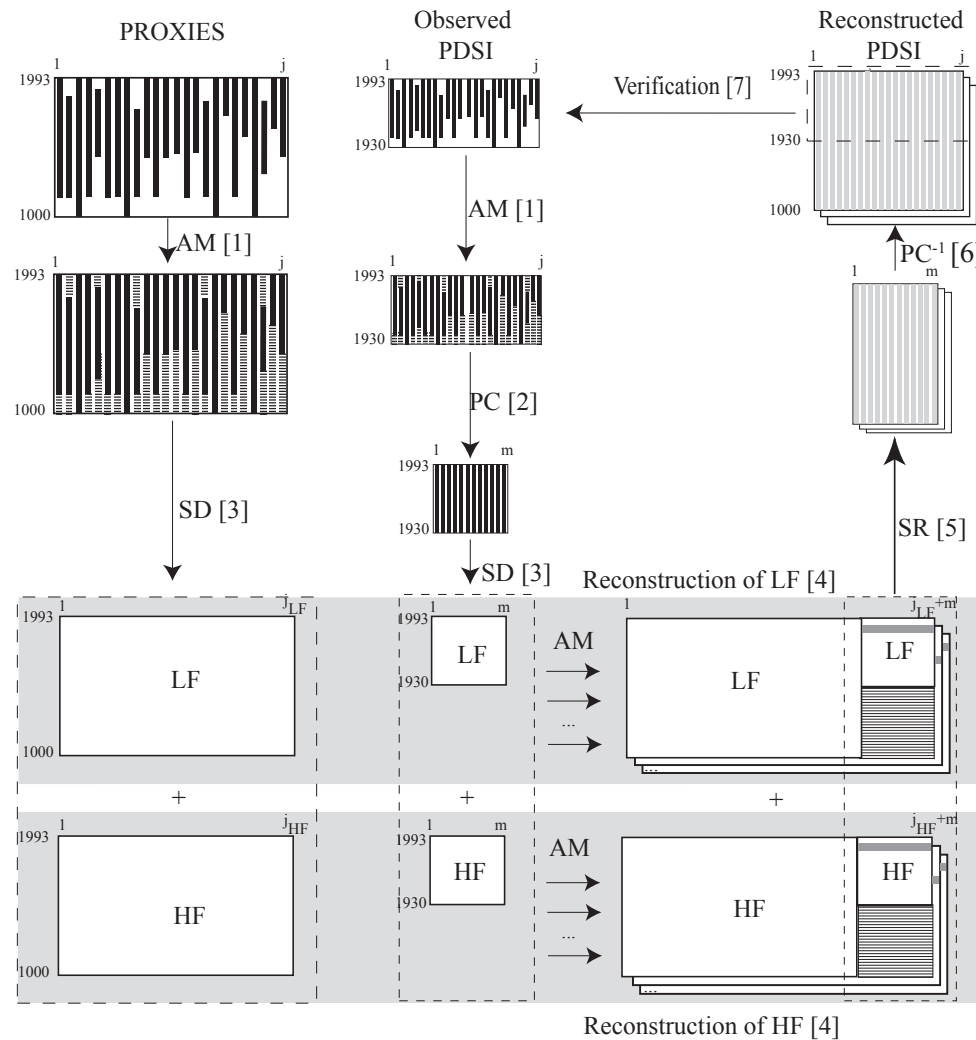 PROXIES
1 j
1993
1000
AM [1]
1 j
1993
1000
SD [3]
Observed
PDSI
1 j
1993
1930
AM [1]
1 j
1993
1930
PC [2]
1 m
1993
1930
SD [3]
Verification [7]
Reconstructed
PDSI
1 j
1993
1930
1000
PC-1 [6]
1 m
SR [5]
Reconstruction of LF [4]
1 jLF
1993
LF
1000
1 m
1993
LF
1930
AM
...
1 jLF+m
LF LF
...
+ + +
1 jHF
1993
HF
1000
1 m
1993
HF
1930
AM
...
jHF+m
HF HF
...
Reconstruction of HF [4]